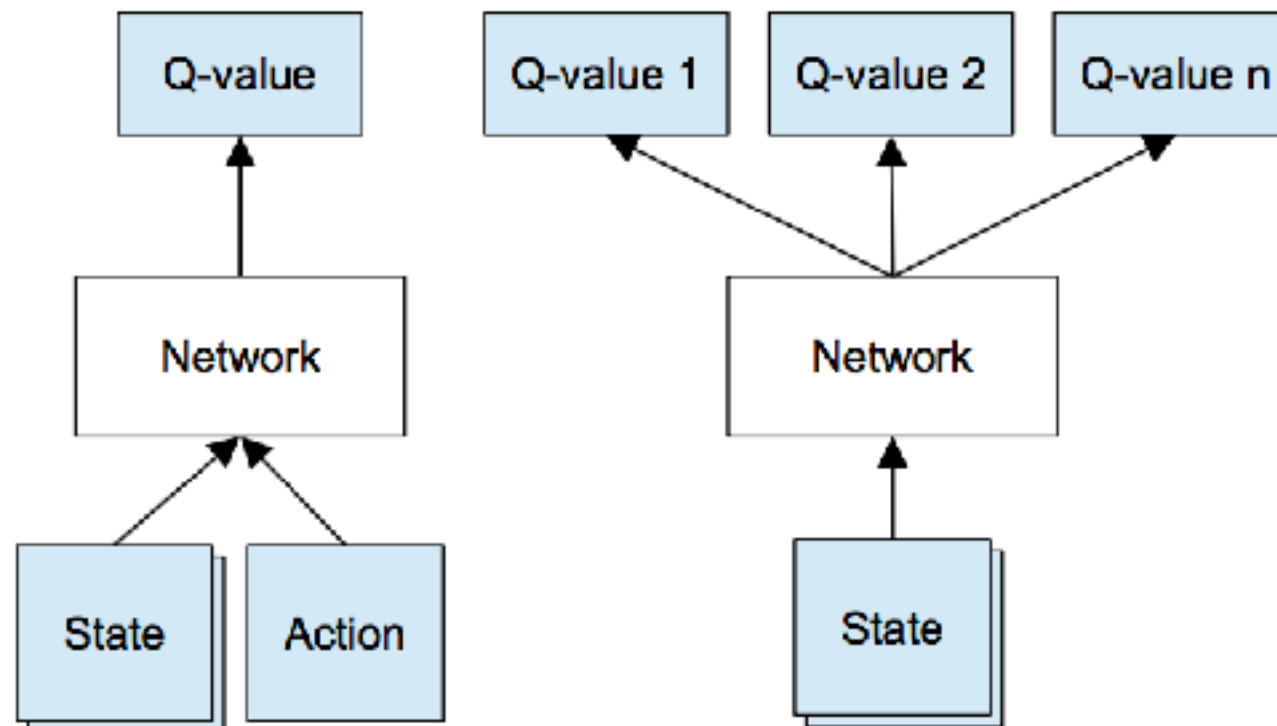 Q-value
Q-value 1
Q-value 2
Q-value n
Network
Network
State
Action
State